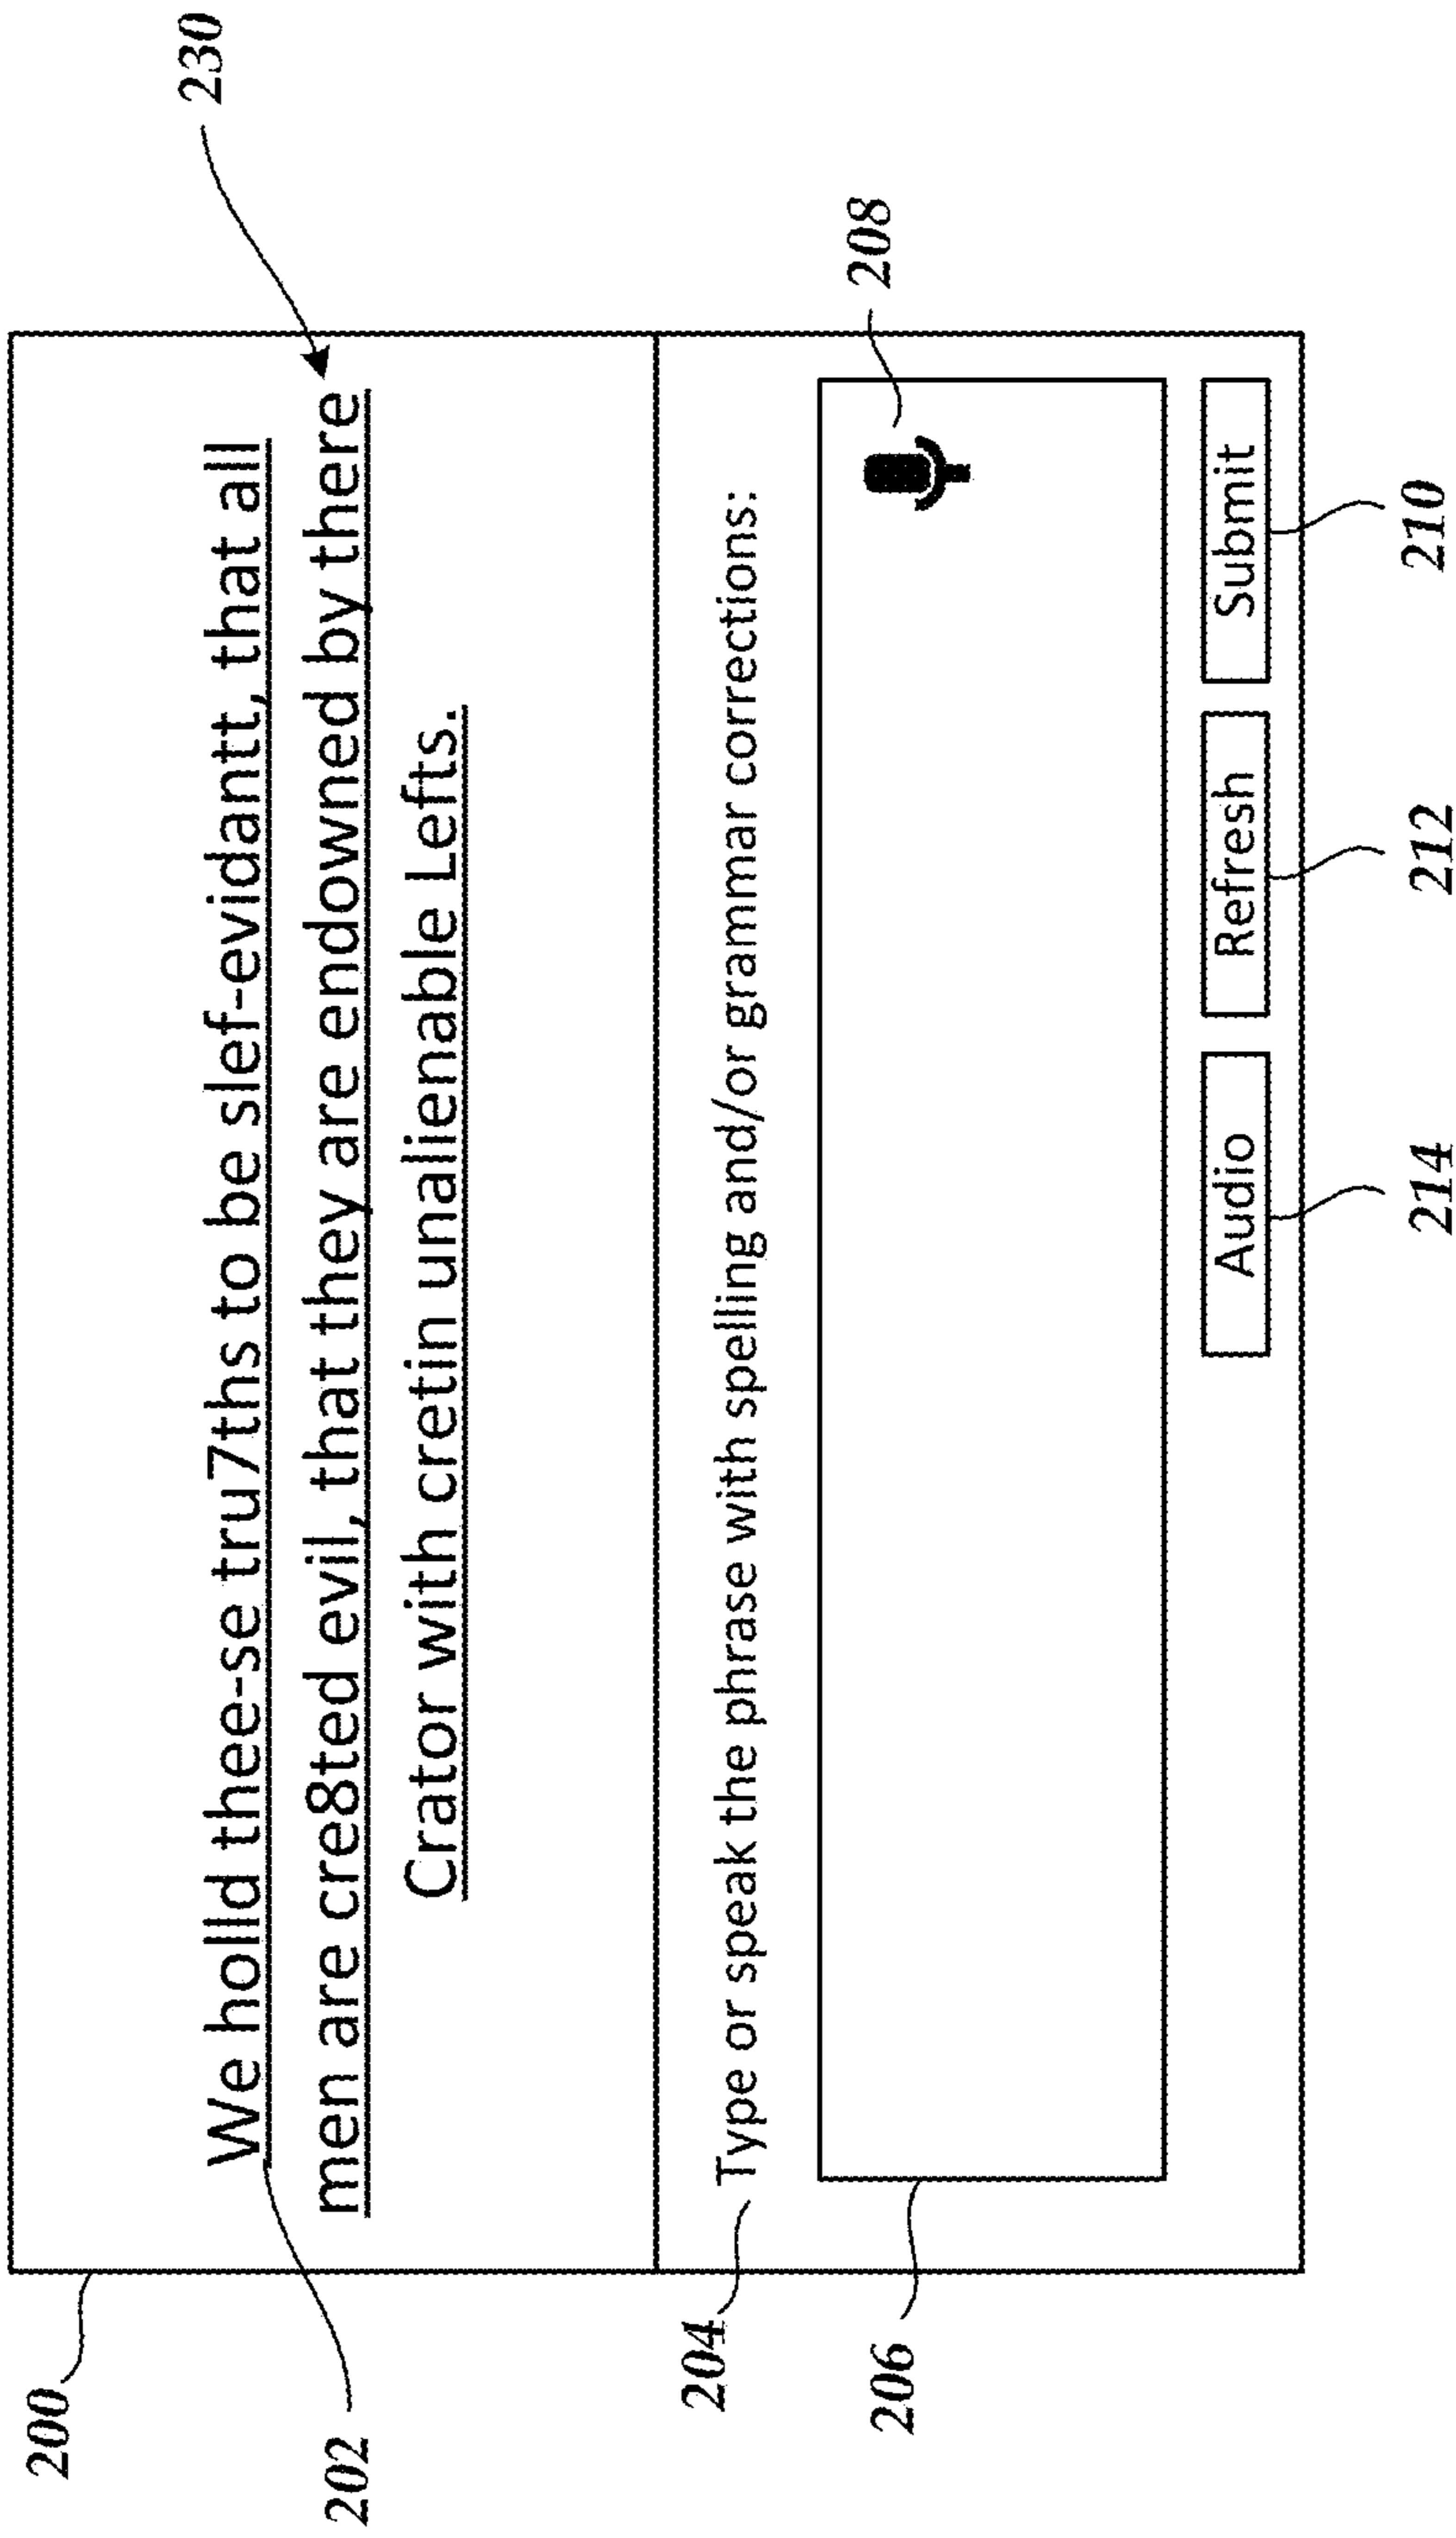 230
We holld thee-se tru7ths to be slef-evidantt, that all
men are cre8ted evil, that they are endowned by there
Crator with cretin unalienable Lefts.
200
202
204
Type or speak the phrase with spelling and/or grammar corrections:
208
206
Audio
Refresh
Submit
214
212
210